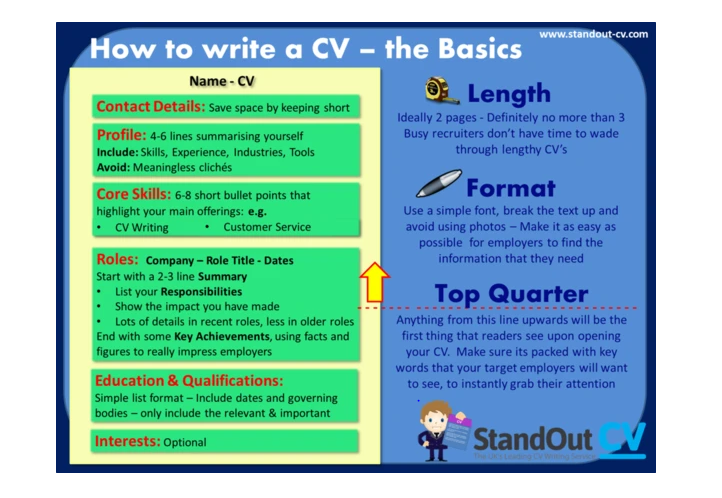 www.standout-cv.com
How to write a CV – the Basics
Name - CV
Contact Details: Save space by keeping short
Profile: 4-6 lines summarising yourself
Include: Skills, Experience, Industries, Tools
Avoid: Meaningless clichés
Core Skills: 6-8 short bullet points that
highlight your main offerings: e.g.
• CV Writing • Customer Service
Roles: Company – Role Title - Dates
Start with a 2-3 line Summary
• List your Responsibilities
• Show the impact you have made
• Lots of details in recent roles, less in older roles
End with some Key Achievements, using facts and
figures to really impress employers
Education & Qualifications:
Simple list format – Include dates and governing
bodies – only include the relevant & important
Interests: Optional
Length
Ideally 2 pages - Definitely no more than 3
Busy recruiters don't have time to wade
through lengthy CV's
Format
Use a simple font, break the text up and
avoid using photos – Make it as easy as
possible for employers to find the
information that they need
Top Quarter
Anything from this line upwards will be the
first thing that readers see upon opening
your CV. Make sure its packed with key
words that your target employers will want
to see, to instantly grab their attention
StandOut CV
The UK's Leading CV Writing Service